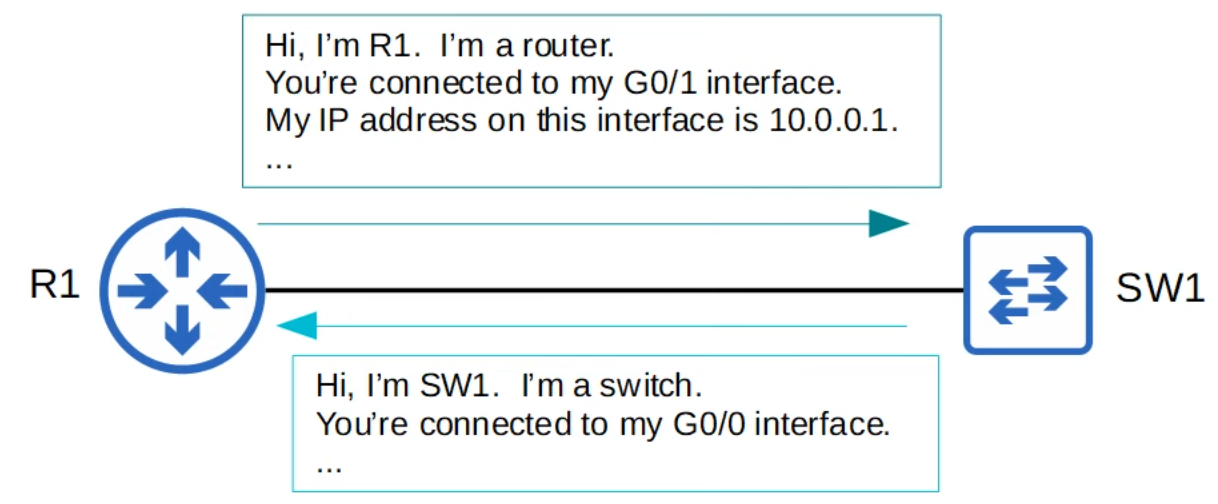 Hi, I’m R1.  I’m a router.
You’re connected to my G0/1 interface.
My IP address on this interface is 10.0.0.1.
...
R1
SW1
Hi, I’m SW1.  I’m a switch.
You’re connected to my G0/0 interface.
...